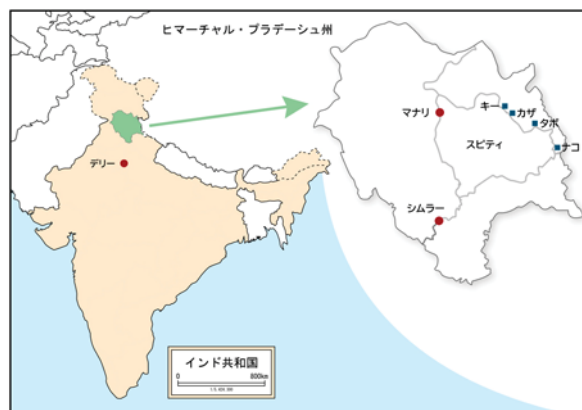 ヒマーチャル・プラデーシュ州
マナリ
キー
カザ
タボ
スピティ
ナコ
デリー
シムラー
インド共和国
0 800km